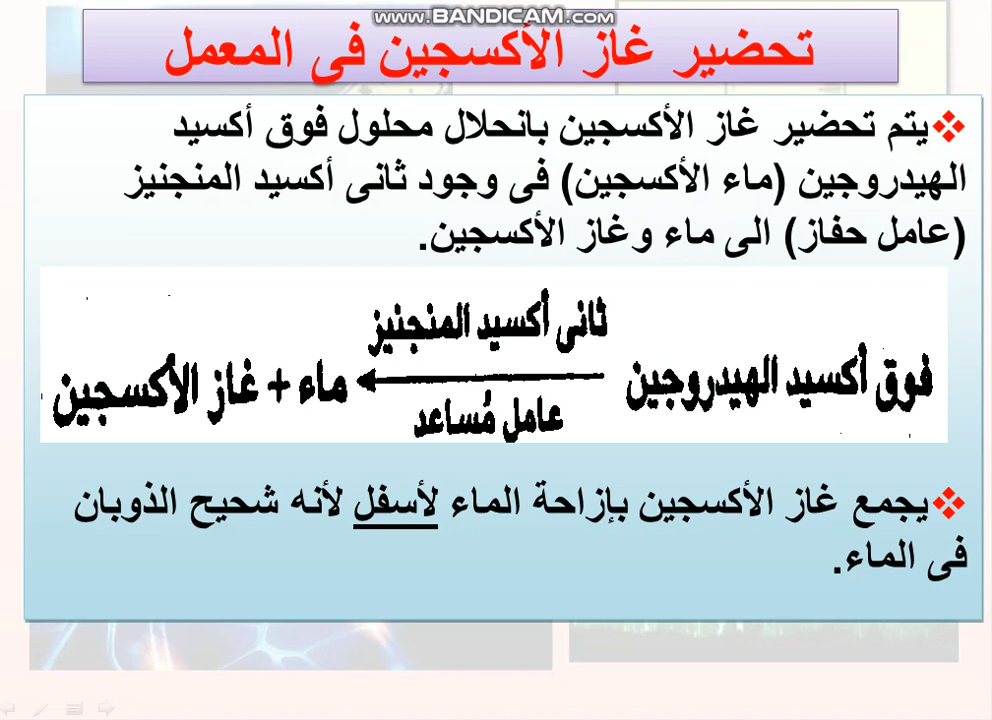 www.BANDICAM.com
تحضير غاز الأكسجين فى المعمل
يتم تحضير غاز الأكسجين بانحلال محلول فوق أكسيد
الهيدروجين (ماء الأكسجين) فى وجود ثانى أكسيد المنجنيز
(عامل حفاز) الى ماء وغاز الأكسجين.
ثانى أكسيد المنجنيز
فوق أكسيد الهيدروجين
ماء + غاز الأكسجين
عامل مُساعد
يجمع غاز الأكسجين بإزاحة الماء لأسفل لأنه شحيح الذوبان
فى الماء.